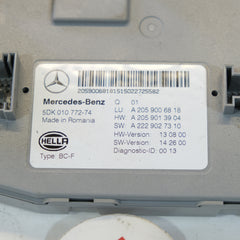 20590068181515022725582
Mercedes-Benz Q 01
5DK 010 772-74 LU A 205 900 68 18
Made in Romania HW A 205 901 39 04
SW A 222 902 73 10
HELLA HW-Version: 13 08 00
SW-Version: 14 26 00
Type: BC-F Diagnostic-ID: 00 13